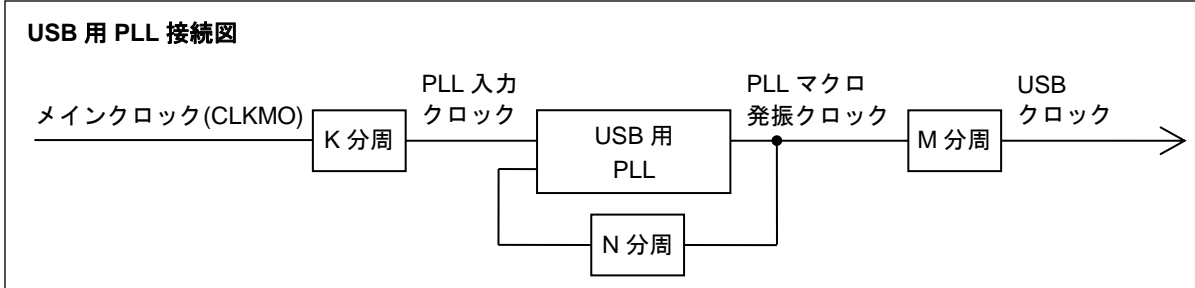 USB 用 PLL 接続図
メインクロック(CLKMO)
K 分周
PLL 入力
クロック
USB 用
PLL
PLL マクロ
発振クロック
M 分周
USB
クロック
N 分周